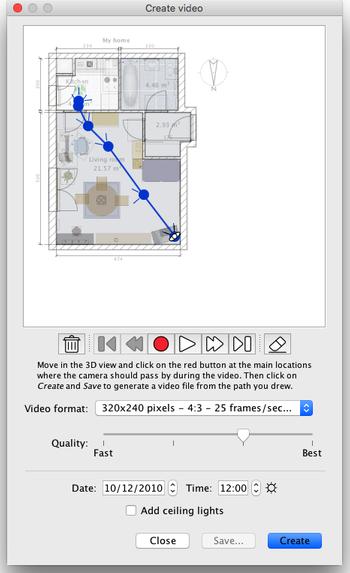 Create video
My home
Kitchen
4.46 m²
N
2.93 m²
Living room
21.57 m²
Move in the 3D view and click on the red button at the main locations
where the camera should pass by during the video. Then click on
Create and Save to generate a video file from the path you drew.
Video format: 320x240 pixels – 4:3 – 25 frames/sec...
Quality:
Fast Best
Date: 10/12/2010 Time: 12:00
Add ceiling lights
Close Save... Create